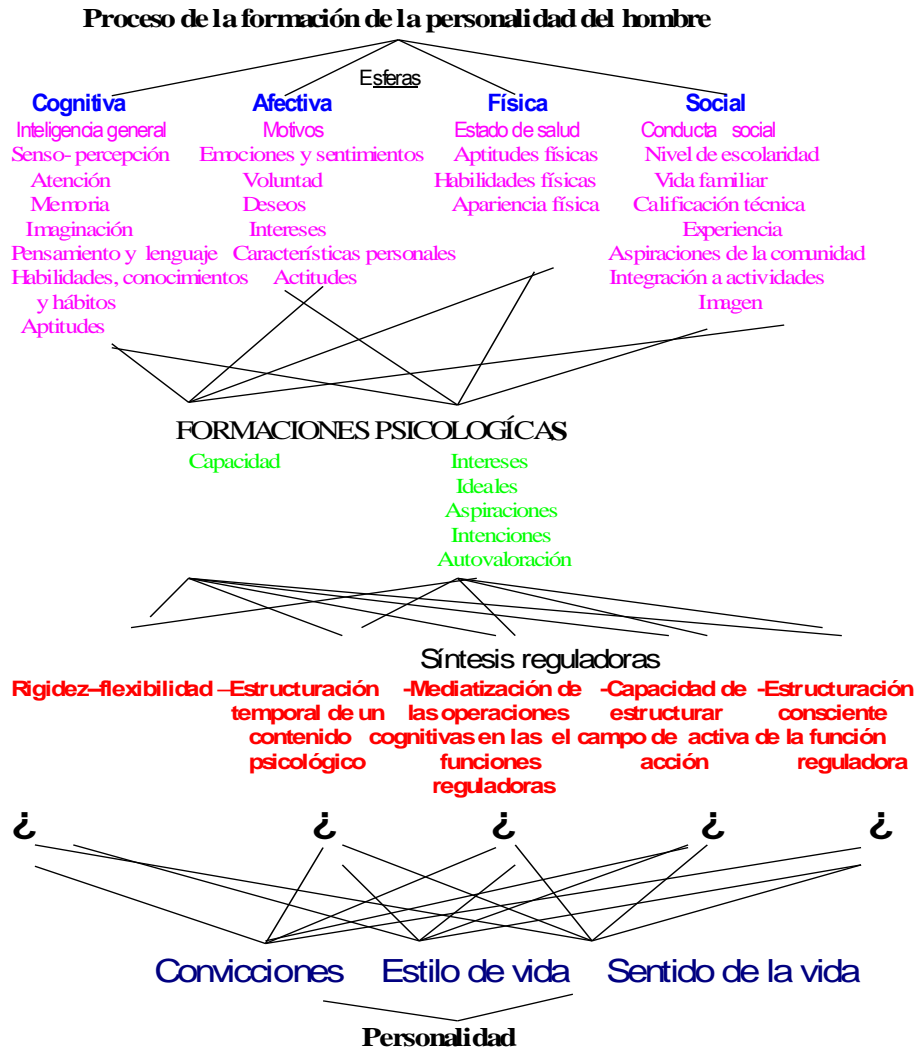 Proceso de la formación de la personalidad del hombre
Esferas
Cognitiva Afectiva Física Social
Inteligencia general Motivos Estado de salud Conducta social
Senso- percepción Emociones y sentimientos Aptitudes físicas Nivel de escolaridad
Atención Voluntad Habilidades físicas Vida familiar
Memoria Deseos Apariencia física Calificación técnica
Imaginación Intereses Experiencia
Pensamiento y lenguaje Características personales Aspiraciones de la comunidad
Habilidades, conocimientos Actitudes Integración a actividades
y hábitos Imagen
Aptitudes
FORMACIONES PSICOLOGÍCAS
Capacidad Intereses
Ideales
Aspiraciones
Intenciones
Autovaloración
Síntesis reguladoras
Rigidez–flexibilidad –Estructuración -Mediatización de -Capacidad de -Estructuración
temporal de un las operaciones estructurar consciente
contenido cognitivas en las el campo de activa de la función
psicológico funciones acción reguladora
reguladoras
¿ ¿ ¿ ¿ ¿
Convicciones Estilo de vida Sentido de la vida
Personalidad